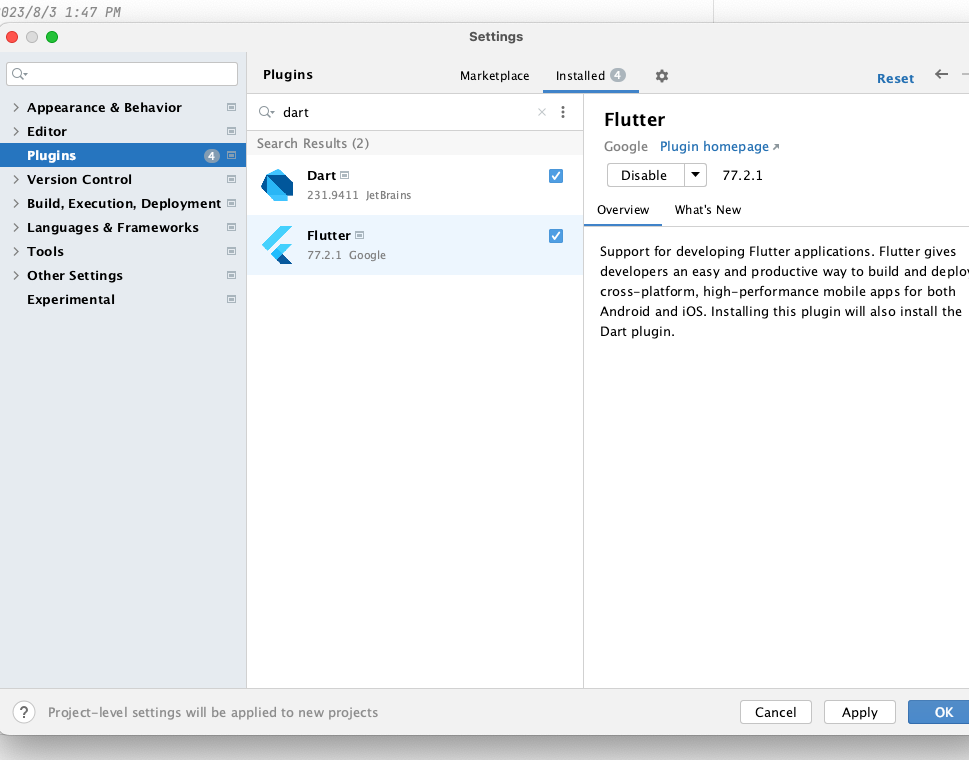 023/8/3 1:47 PM
Settings
Plugins
Marketplace
Installed 4
Reset
Appearance & Behavior
Editor
Plugins 4
Version Control
Build, Execution, Deployment
Languages & Frameworks
Tools
Other Settings
Experimental
dart
Search Results (2)
Dart
231.9411 JetBrains
Flutter
77.2.1 Google
Flutter
Google Plugin homepage
Disable 77.2.1
Overview What's New
Support for developing Flutter applications. Flutter gives
developers an easy and productive way to build and deploy
cross-platform, high-performance mobile apps for both
Android and iOS. Installing this plugin will also install the
Dart plugin.
? Project-level settings will be applied to new projects
Cancel Apply OK